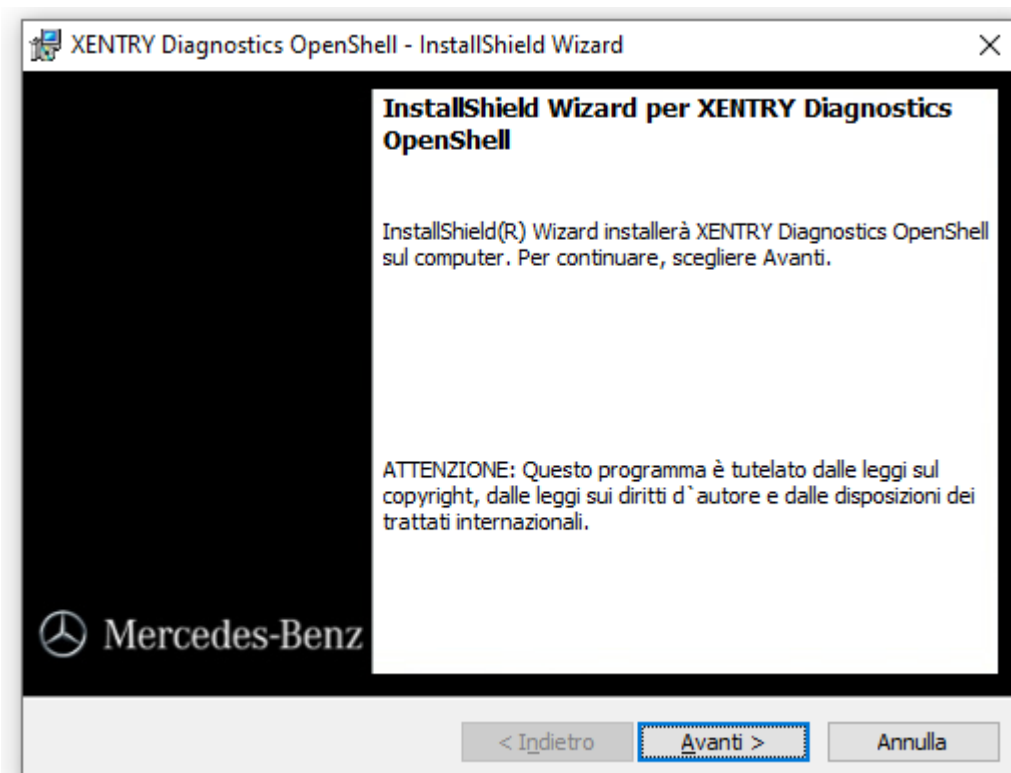 XENTRY Diagnostics OpenShell - InstallShield Wizard
InstallShield Wizard per XENTRY Diagnostics
OpenShell
InstallShield(R) Wizard installerà XENTRY Diagnostics OpenShell
sul computer. Per continuare, scegliere Avanti.
ATTENZIONE: Questo programma è tutelato dalle leggi sul
copyright, dalle leggi sui diritti d`autore e dalle disposizioni dei
trattati internazionali.
Mercedes-Benz
< Indietro
Avanti >
Annulla